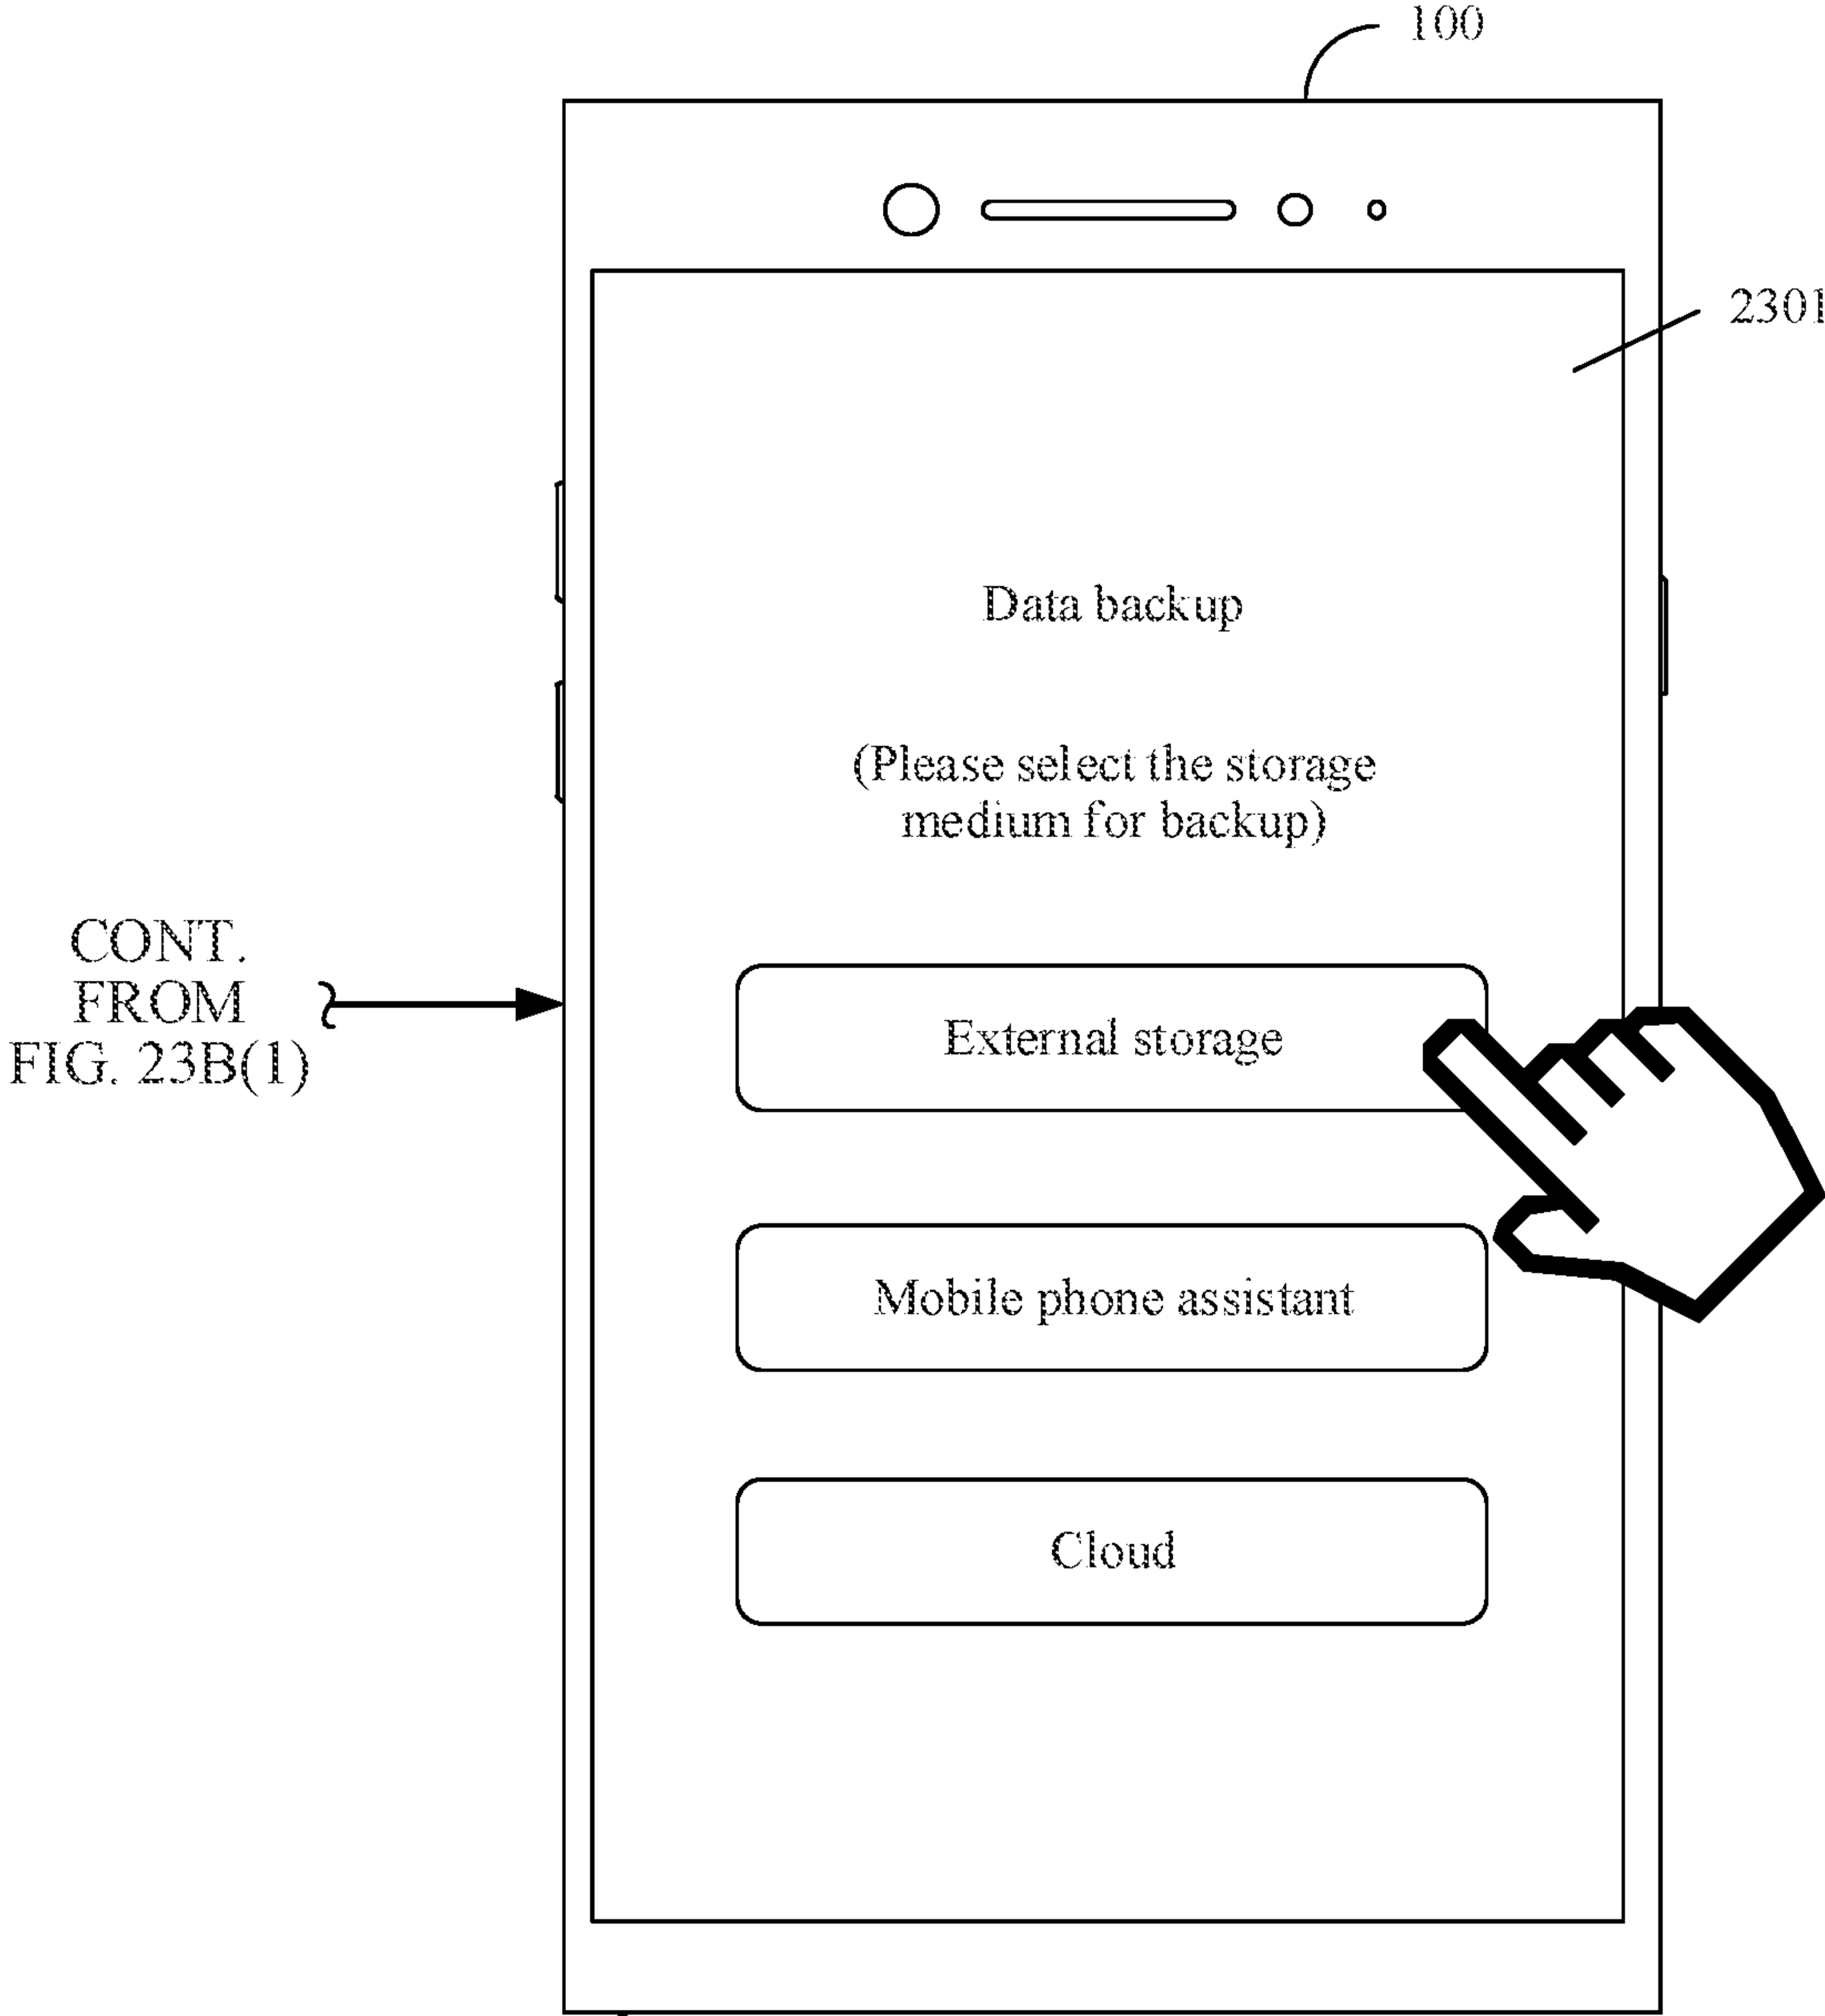 100
2301
Data backup
(Please select the storage
medium for backup)
CONT.
FROM
FIG. 23B(1)
External storage
Mobile phone assistant
Cloud